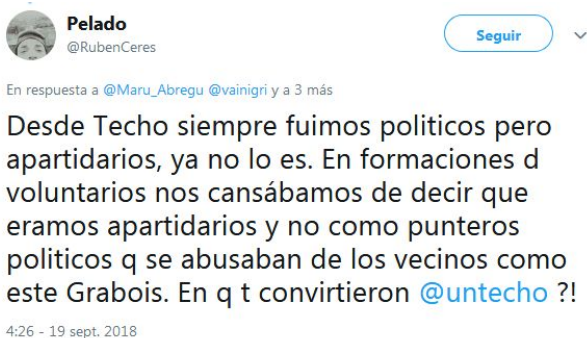 Pelado
@RubenCeres
Seguir
En respuesta a @Maru_Abregu @vainigri y a 3 más
Desde Techo siempre fuimos politicos pero
apartidarios, ya no lo es. En formaciones d
voluntarios nos cansábamos de decir que
eramos apartidarios y no como punteros
politicos q se abusaban de los vecinos como
este Grabois. En q t convirtieron @untecho ?!
4:26 - 19 sept. 2018